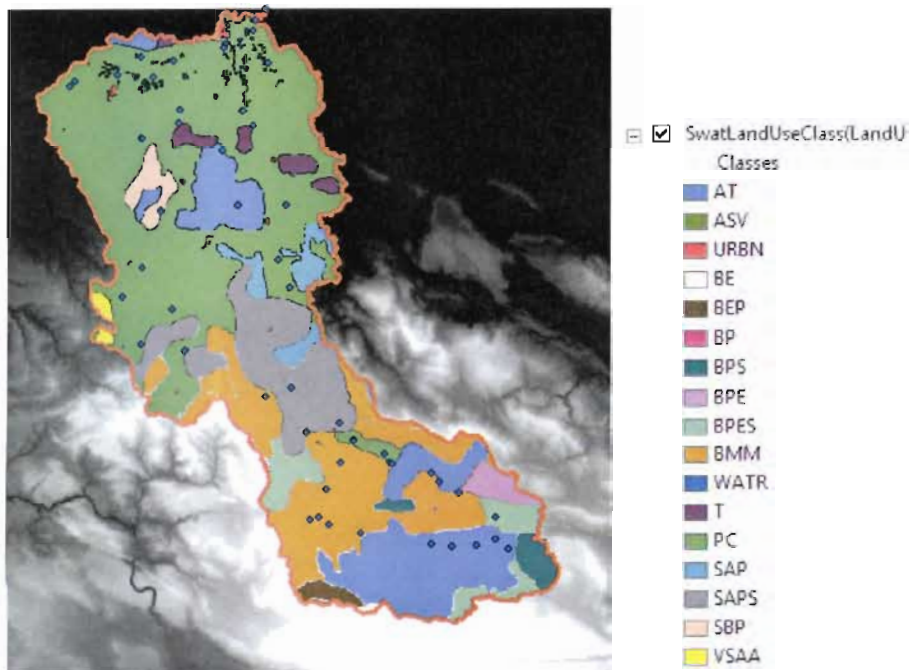 SwatLandUseClass(LandU
Classes
AT
ASV
URBN
BE
BEP
BP
BPS
BPE
BPES
BMM
WATR
T
PC
SAP
SAPS
SBP
VSAA